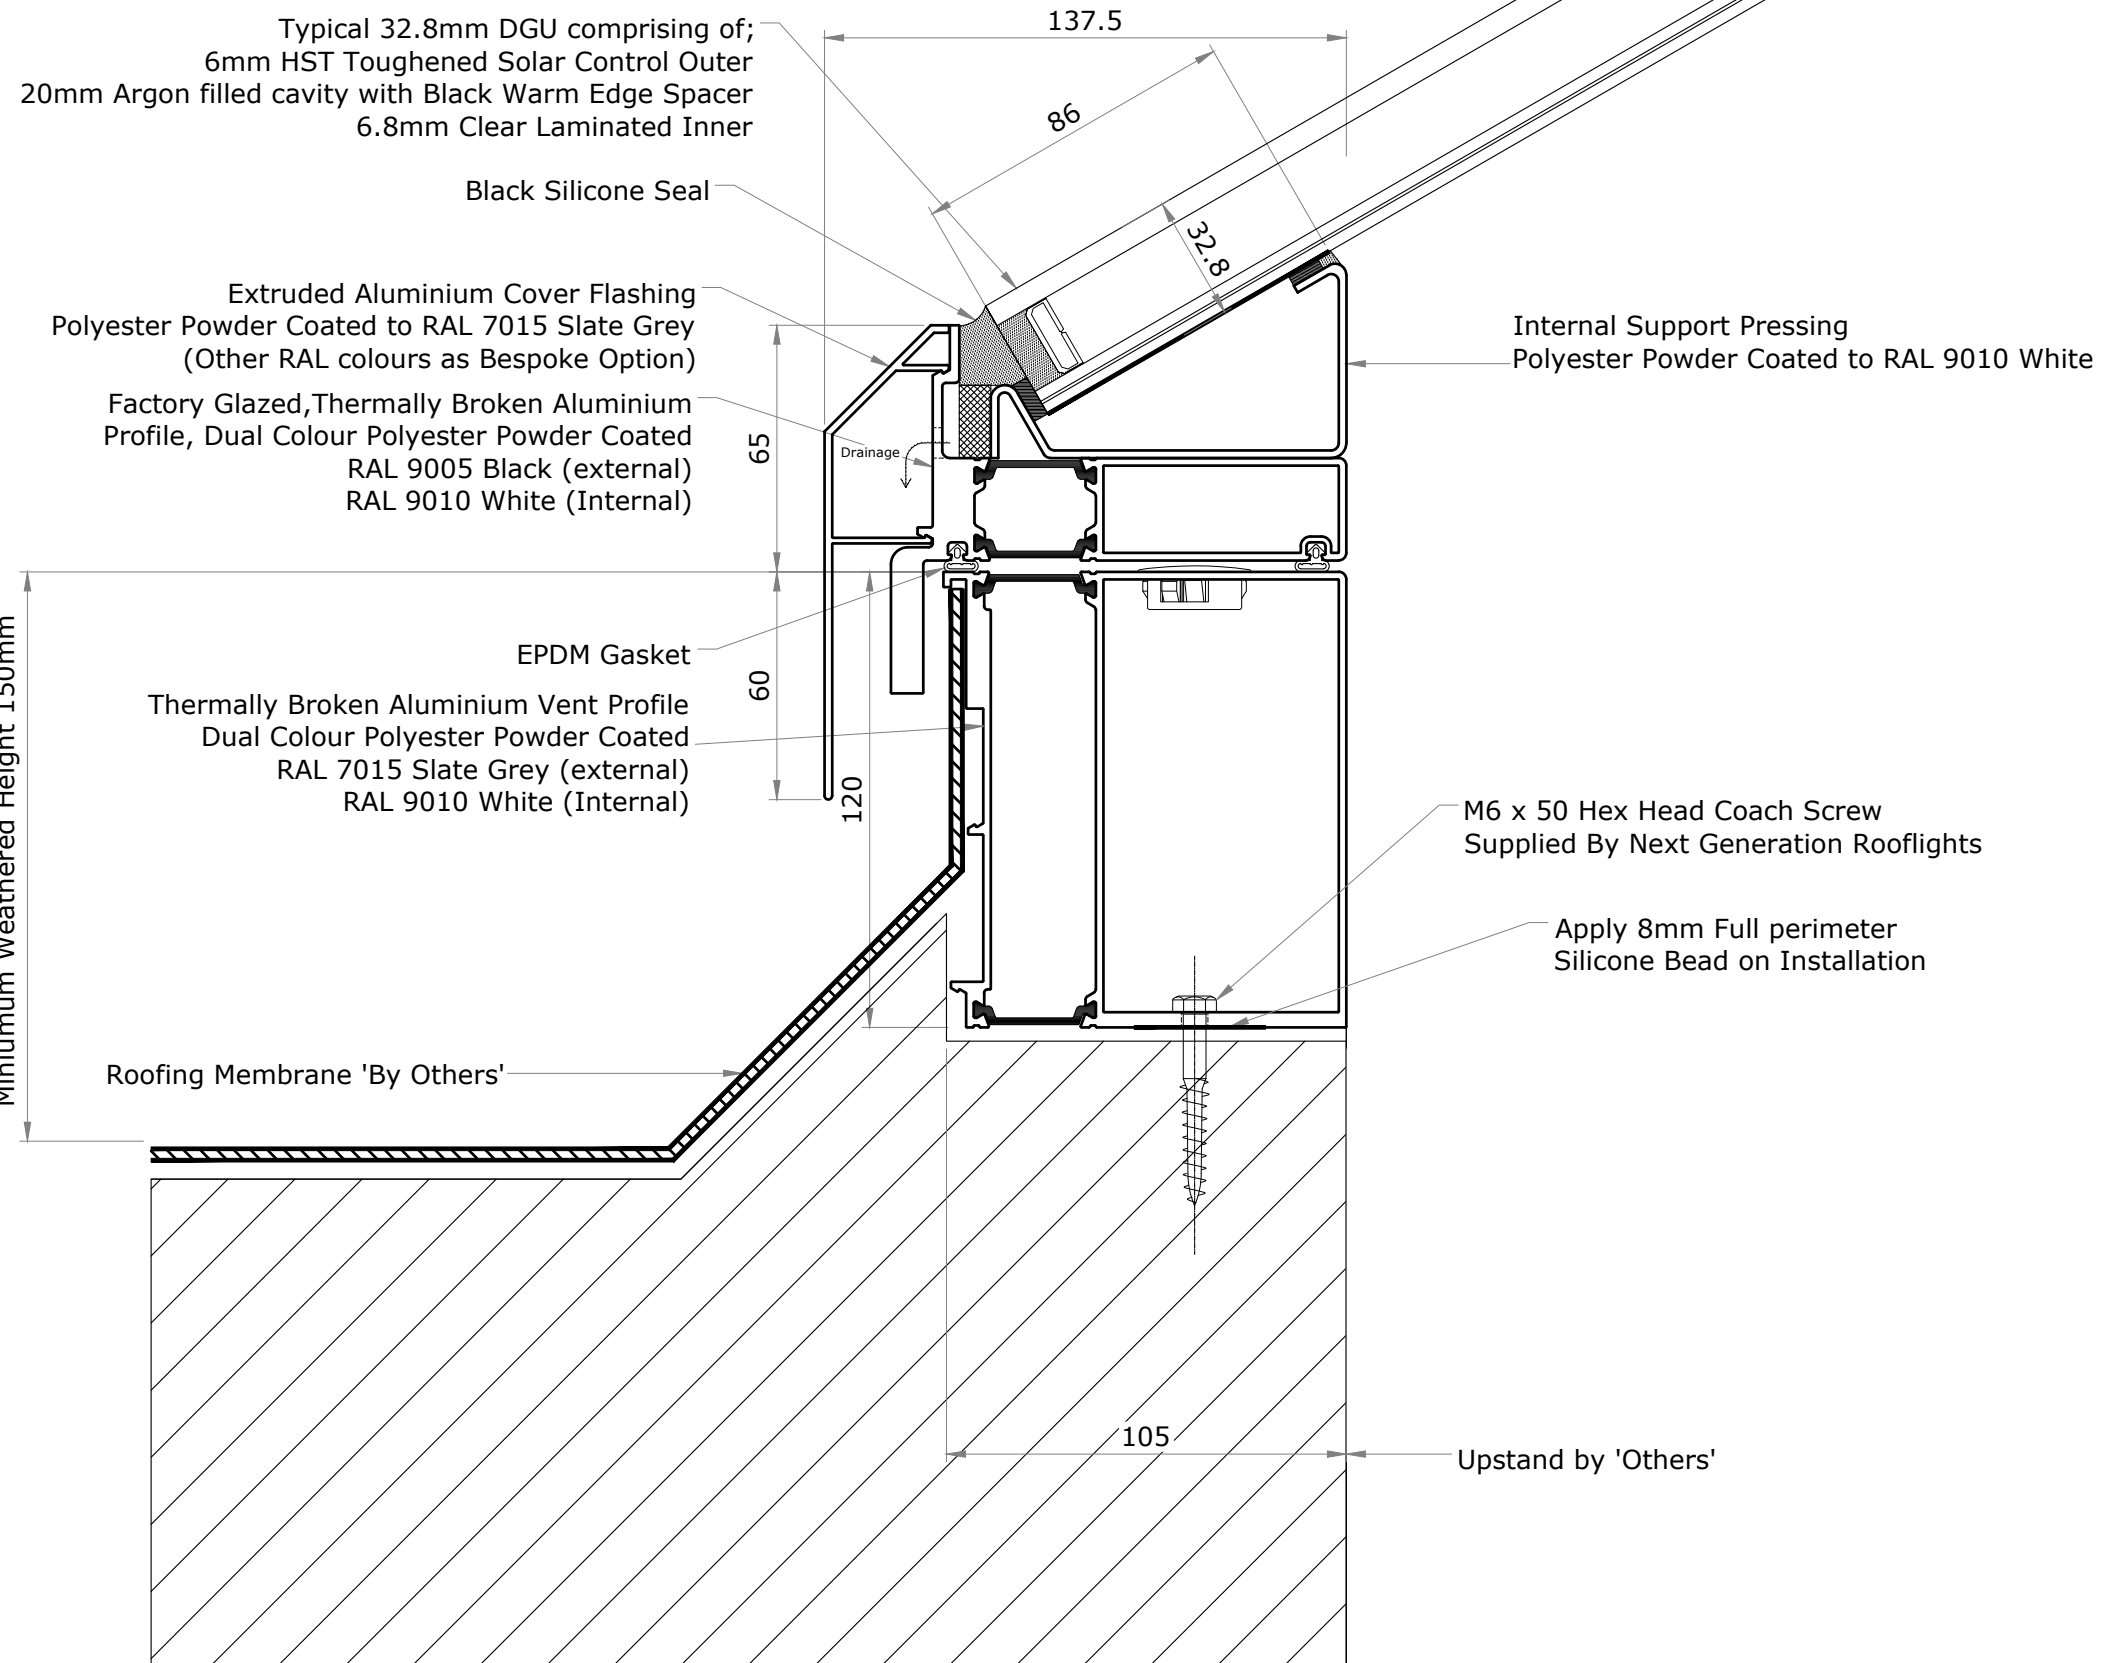 Typical 32.8mm DGU comprising of;
6mm HST Toughened Solar Control Outer
20mm Argon filled cavity with Black Warm Edge Spacer
6.8mm Clear Laminated Inner
137.5
86
32.8
Black Silicone Seal
Extruded Aluminium Cover Flashing
Polyester Powder Coated to RAL 7015 Slate Grey
(Other RAL colours as Bespoke Option)
Internal Support Pressing
Polyester Powder Coated to RAL 9010 White
Factory Glazed,Thermally Broken Aluminium
Profile, Dual Colour Polyester Powder Coated
RAL 9005 Black (external)
RAL 9010 White (Internal)
65
Drainage
EPDM Gasket
60
Thermally Broken Aluminium Vent Profile
Dual Colour Polyester Powder Coated
RAL 7015 Slate Grey (external)
RAL 9010 White (Internal)
120
Minimum Weathered Height 150mm
M6 x 50 Hex Head Coach Screw
Supplied By Next Generation Rooflights
Apply 8mm Full perimeter
Silicone Bead on Installation
Roofing Membrane 'By Others'
105
Upstand by 'Others'